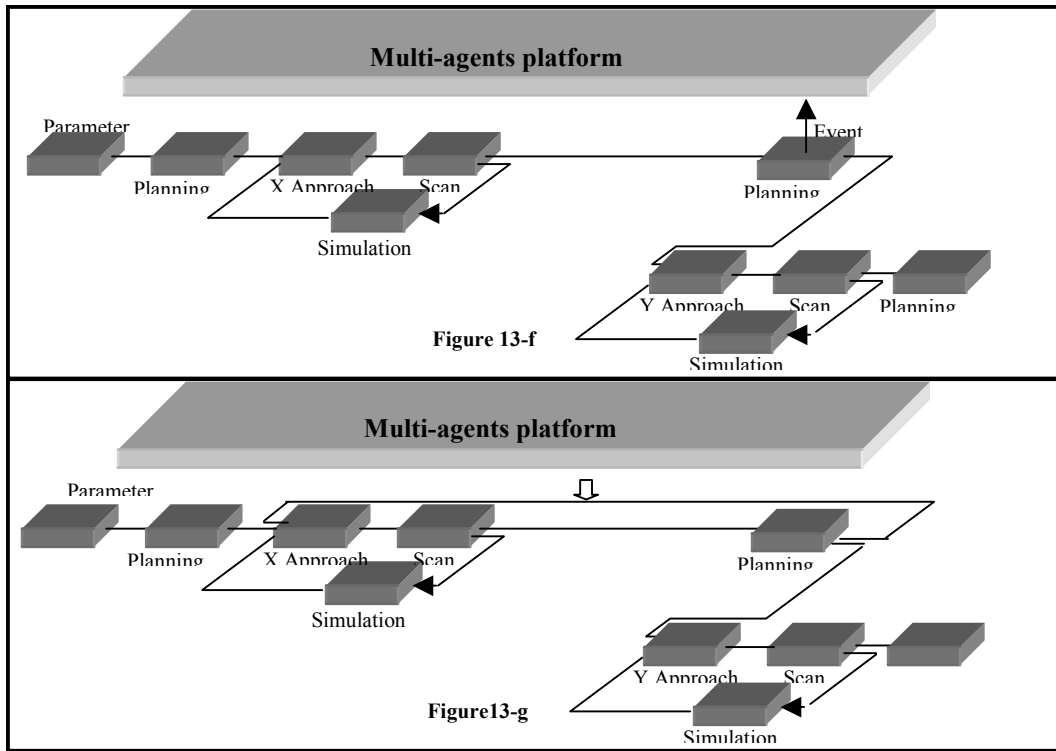 Multi-agents platform
Parameter
Event
Planning
X Approach
Scan
Planning
Simulation
Y Approach
Scan
Planning
Figure 13-f
Simulation
Multi-agents platform
Parameter
Planning
X Approach
Scan
Planning
Simulation
Y Approach
Scan
Figure13-g
Simulation